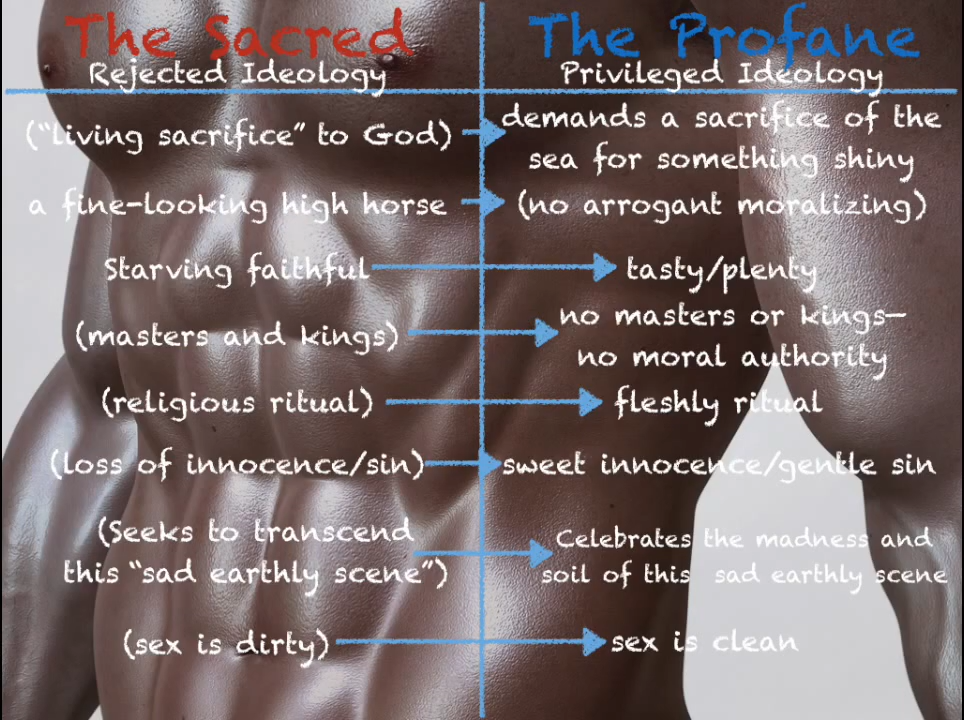 The Sacred The Profane
Rejected Ideology Privileged Ideology
("living sacrifice" to God) demands a sacrifice of the
sea for something shiny
a fine-looking high horse (no arrogant moralizing)
Starving faithful tasty/plenty
(masters and kings) no masters or kings—
no moral authority
(religious ritual) fleshly ritual
(loss of innocence/sin) sweet innocence/gentle sin
(Seeks to transcend Celebrates the madness and
this "sad earthly scene") soil of this sad earthly scene
(sex is dirty) sex is clean